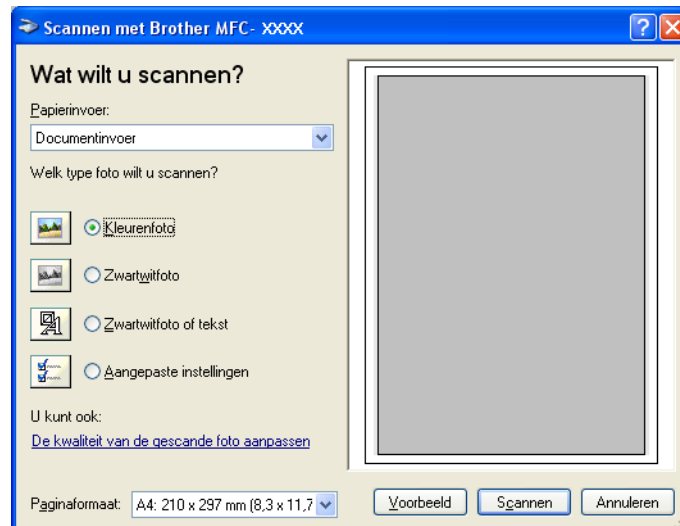 Scannen met Brother MFC- XXXX
Wat wilt u scannen?
Papierinvoer:
Documentinvoer
Welk type foto wilt u scannen?
Kleurenfoto
Zwartwitfoto
Zwartwitfoto of tekst
Aangepaste instellingen
U kunt ook:
De kwaliteit van de gescande foto aanpassen
Paginaformaat: A4: 210 x 297 mm (8,3 x 11,7
Voorbeeld Scannen Annuleren